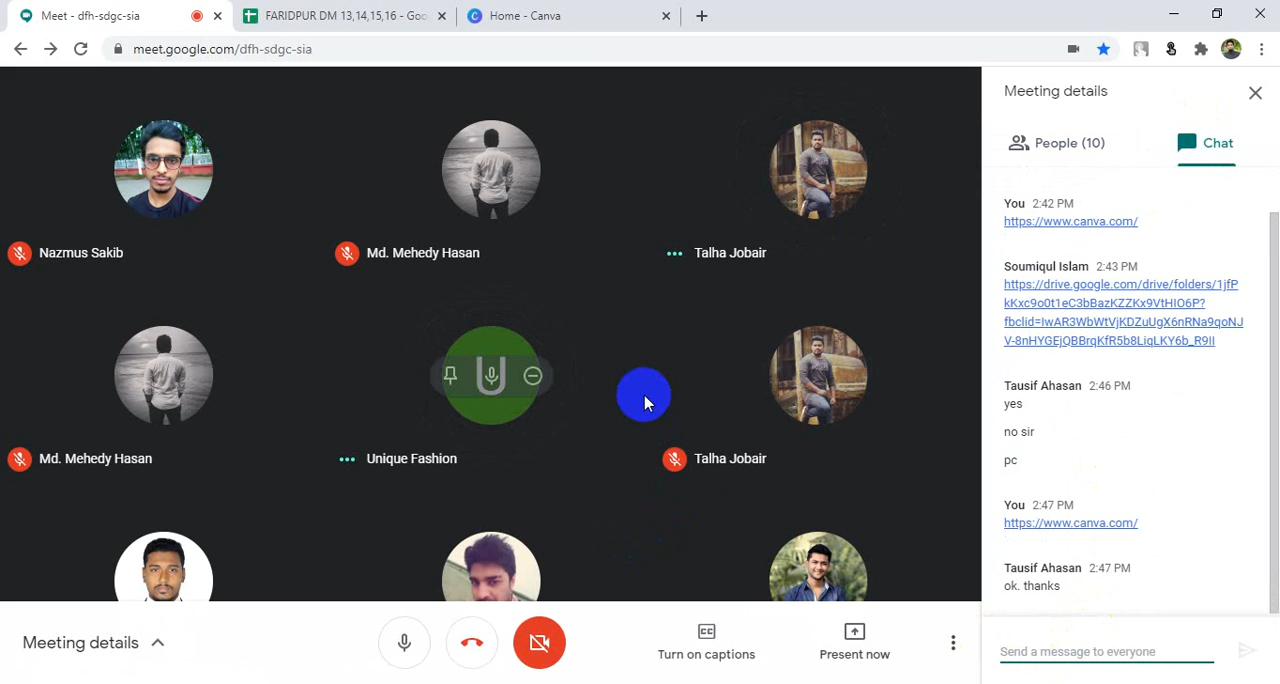 Meet - dfh-sdgc-sia
FARIDPUR DM 13,14,15,16 - Goo
Home - Canva
meet.google.com/dfh-sdgc-sia
Nazmus Sakib
Md. Mehedy Hasan
Talha Jobair
Md. Mehedy Hasan
U
Unique Fashion
Talha Jobair
Meeting details
Turn on captions
Present now
Meeting details
People (10)
Chat
You 2:42 PM
https://www.canva.com/
Soumiqul Islam 2:43 PM
https://drive.google.com/drive/folders/1jfP
kKxc9o0t1eC3bBazKZZKx9VtHIO6P?
fbclid=IwAR3WbWtVjKDZuUgX6nRNa9qoNJ
V-8nHYGEjQBBrqKfR5b8LiqLKY6b_R9II
Tausif Ahasan 2:46 PM
yes
no sir
pc
You 2:47 PM
https://www.canva.com/
Tausif Ahasan 2:47 PM
ok. thanks
Send a message to everyone